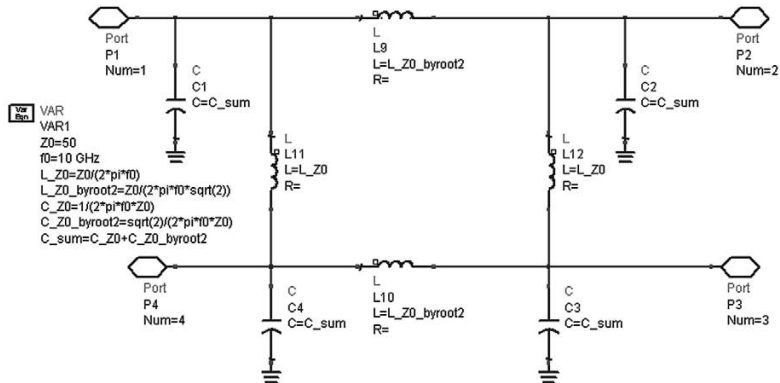 Port
P1
Num=1
C
C1
C=C_sum
L
L9
L=L_Z0_byroot2
R=
C
C2
C=C_sum
Port
P2
Num=2
Var
Eqn
VAR
VAR1
Z0=50
f0=10 GHz
L_Z0=Z0/(2*pi*f0)
L_Z0_byroot2=Z0/(2*pi*f0*sqrt(2))
C_Z0=1/(2*pi*f0*Z0)
C_Z0_byroot2=sqrt(2)/(2*pi*f0*Z0)
C_sum=C_Z0+C_Z0_byroot2
L
L11
L=L_Z0
R=
L
L12
L=L_Z0
R=
Port
P4
Num=4
C
C4
C=C_sum
L
L10
L=L_Z0_byroot2
R=
C
C3
C=C_sum
Port
P3
Num=3